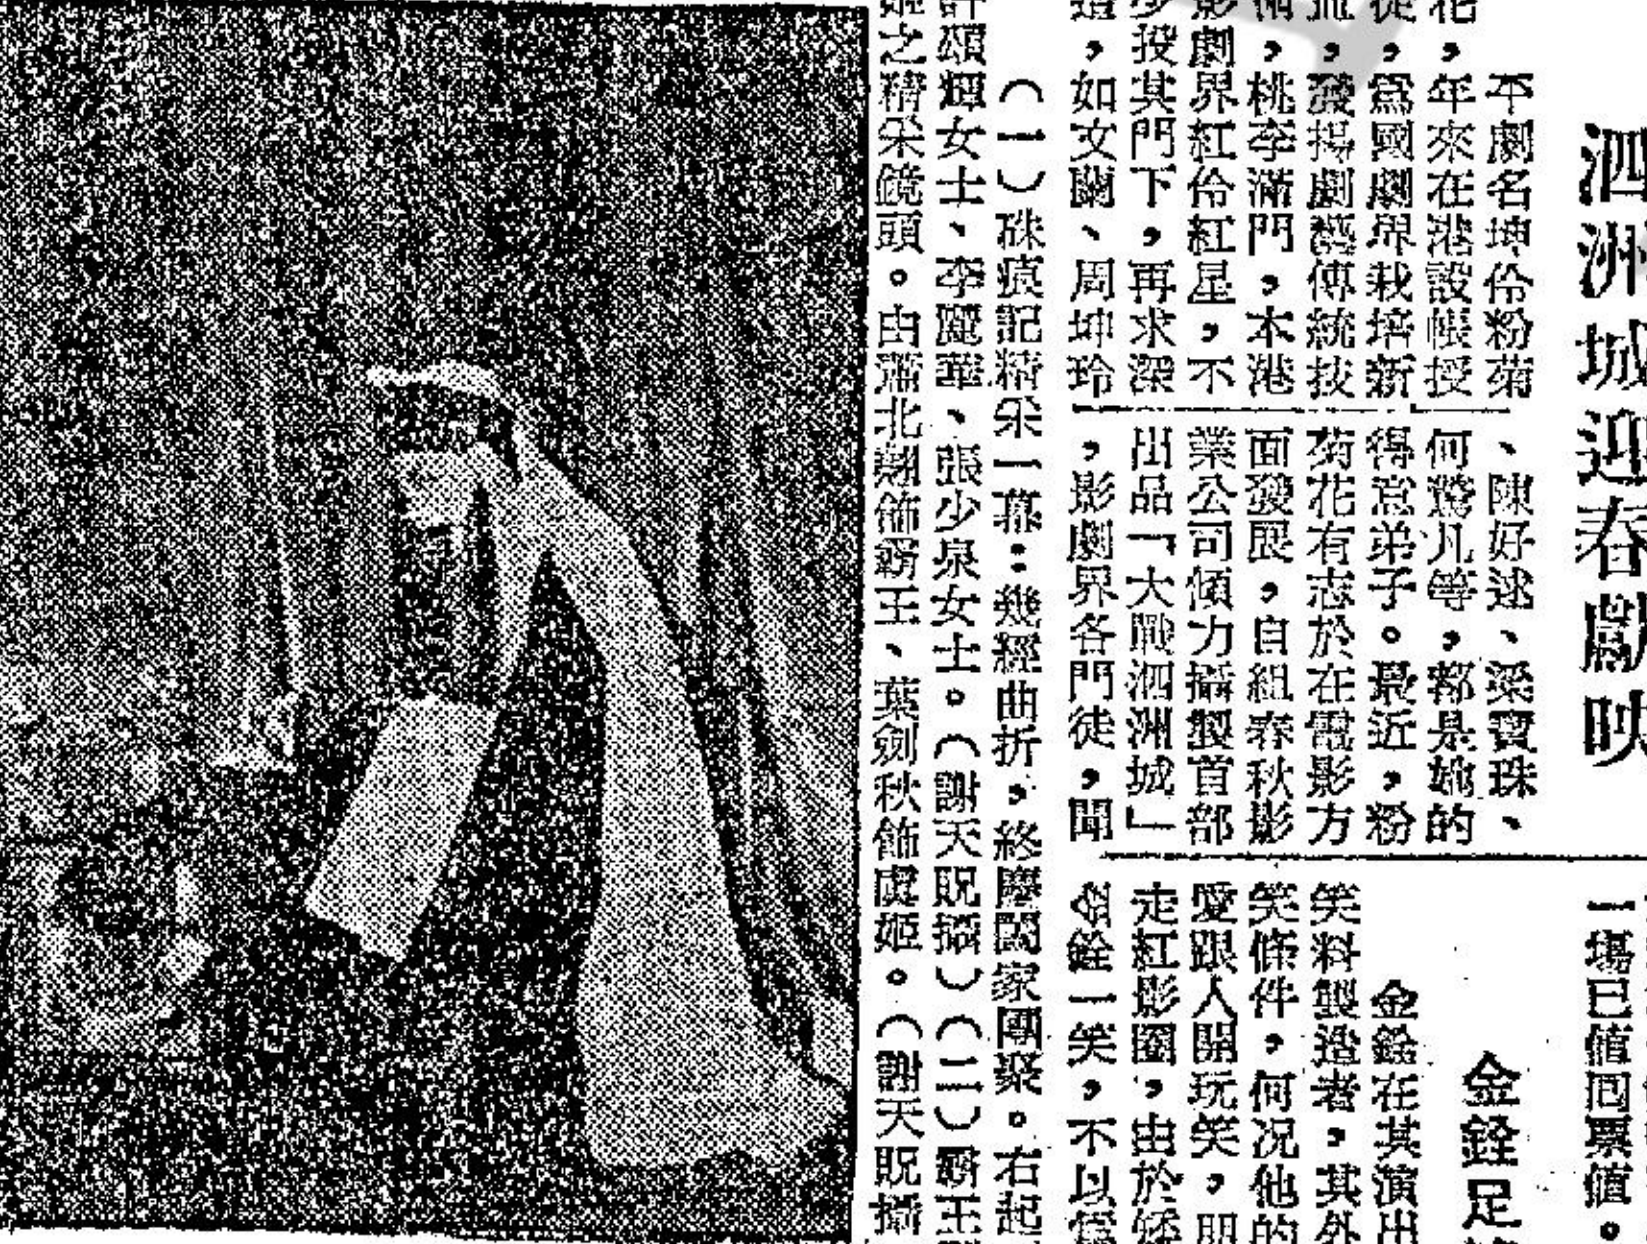 泗洲城迎春獻映
平劇名坤伶粉菊
花，年來在港設帳授
徒，爲國劇界栽培新
血，發揚劇藝傳統技
術，桃李滿門，本港
影劇界紅伶紅星，不
少投其門下，再求深
造，如文蘭、周坤玲
、陳好逑、梁寶珠、
何鶯凡等，都是她的
得意弟子。最近，粉
菊花有志於在電影方
面發展，自組春秋影
業公司傾力攝製首部
出品「大戰泗洲城」
，影劇界各門徒，聞
（一）硃痕記精采一幕：幾經曲折，終慶闔家團聚。右起
許頌輝女士、李麗華、張少泉女士。（謝天貺攝）（二）霸王
姬之精采鏡頭。由蕭北翹飾霸王、葉劍秋飾虞姬。（謝天貺攝
一場已值回票值。
金銓足
金銓在其演出
笑料製造者，其外
笑條件，何况他的
愛跟人開玩笑，朋
走紅影圈，由於矮
銓一笑，不以爲